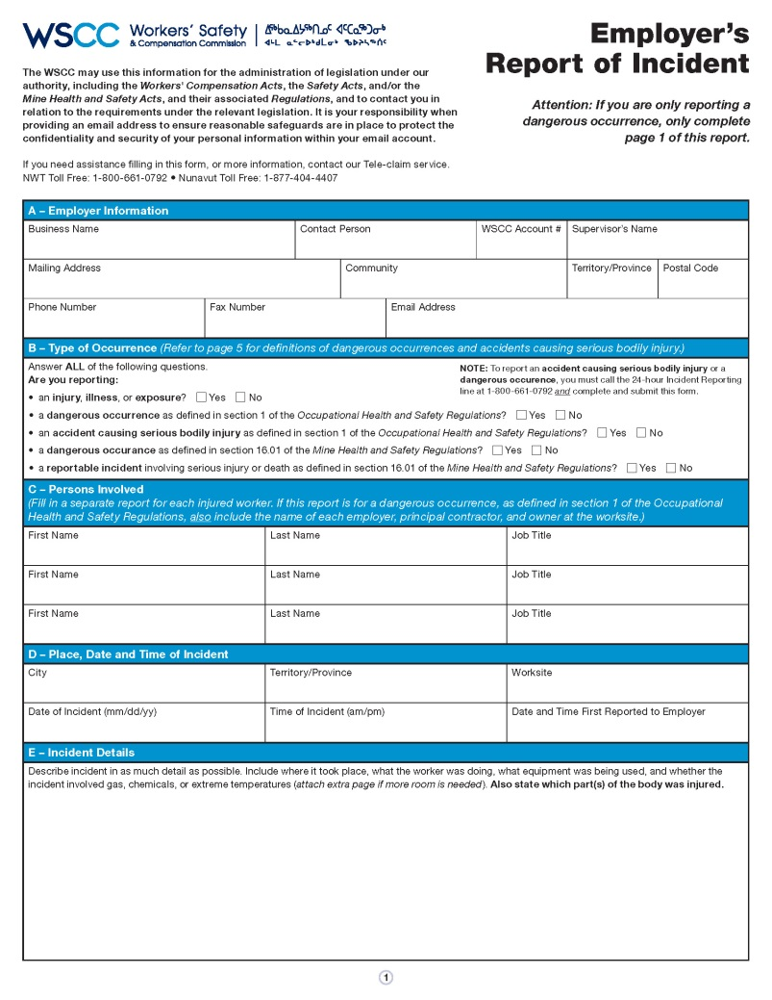 WSCC
Workers' Safety
& Compensation Commission
Employer's
Report of Incident
The WSCC may use this information for the administration of legislation under our
authority, including the Workers' Compensation Acts, the Safety Acts, and/or the
Mine Health and Safety Acts, and their associated Regulations, and to contact you in
relation to the requirements under the relevant legislation. It is your responsibility when
providing an email address to ensure reasonable safeguards are in place to protect the
confidentiality and security of your personal information within your email account.
Attention: If you are only reporting a
dangerous occurrence, only complete
page 1 of this report.
If you need assistance filling in this form, or more information, contact our Tele-claim service.
NWT Toll Free: 1-800-661-0792 • Nunavut Toll Free: 1-877-404-4407
A – Employer Information
Business Name Contact Person WSCC Account # Supervisor's Name
Mailing Address Community Territory/Province Postal Code
Phone Number Fax Number Email Address
B – Type of Occurrence (Refer to page 5 for definitions of dangerous occurrences and accidents causing serious bodily injury.)
Answer ALL of the following questions.
Are you reporting:
NOTE: To report an accident causing serious bodily injury or a
dangerous occurence, you must call the 24-hour Incident Reporting
line at 1-800-661-0792 and complete and submit this form.
• an injury, illness, or exposure? Yes No
• a dangerous occurrence as defined in section 1 of the Occupational Health and Safety Regulations? Yes No
• an accident causing serious bodily injury as defined in section 1 of the Occupational Health and Safety Regulations? Yes No
• a dangerous occurance as defined in section 16.01 of the Mine Health and Safety Regulations? Yes No
• a reportable incident involving serious injury or death as defined in section 16.01 of the Mine Health and Safety Regulations? Yes No
C – Persons Involved
(Fill in a separate report for each injured worker. If this report is for a dangerous occurrence, as defined in section 1 of the Occupational
Health and Safety Regulations, also include the name of each employer, principal contractor, and owner at the worksite.)
First Name Last Name Job Title
First Name Last Name Job Title
First Name Last Name Job Title
D – Place, Date and Time of Incident
City Territory/Province Worksite
Date of Incident (mm/dd/yy) Time of Incident (am/pm) Date and Time First Reported to Employer
E – Incident Details
Describe incident in as much detail as possible. Include where it took place, what the worker was doing, what equipment was being used, and whether the
incident involved gas, chemicals, or extreme temperatures (attach extra page if more room is needed). Also state which part(s) of the body was injured.
1